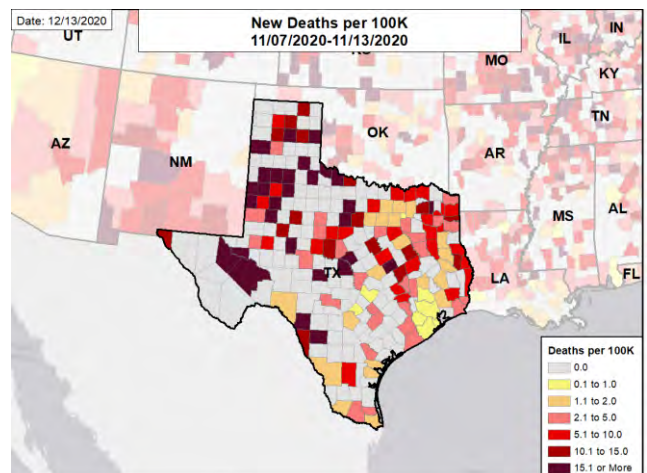 Date: 12/13/2020
New Deaths per 100K
11/07/2020-11/13/2020
UT
IL
IN
MO
KY
TN
OK
AZ
NM
AR
MS
AL
TX
LA
FL
Deaths per 100K
0.0
0.1 to 1.0
1.1 to 2.0
2.1 to 5.0
5.1 to 10.0
10.1 to 15.0
15.1 or More